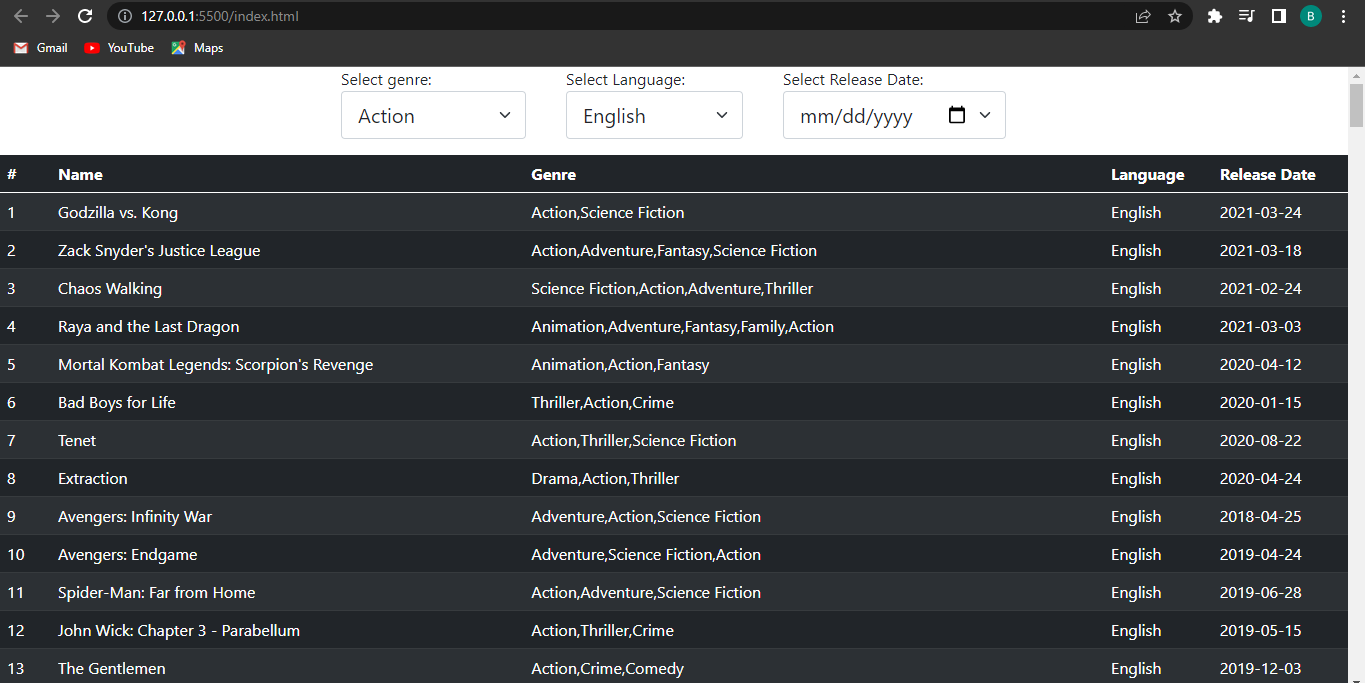 127.0.0.1:5500/index.html
B
Gmail YouTube Maps
Select genre: Select Language: Select Release Date:
Action English mm/dd/yyyy
# Name Genre Language Release Date
1 Godzilla vs. Kong Action,Science Fiction English 2021-03-24
2 Zack Snyder's Justice League Action,Adventure,Fantasy,Science Fiction English 2021-03-18
3 Chaos Walking Science Fiction,Action,Adventure,Thriller English 2021-02-24
4 Raya and the Last Dragon Animation,Adventure,Fantasy,Family,Action English 2021-03-03
5 Mortal Kombat Legends: Scorpion's Revenge Animation,Action,Fantasy English 2020-04-12
6 Bad Boys for Life Thriller,Action,Crime English 2020-01-15
7 Tenet Action,Thriller,Science Fiction English 2020-08-22
8 Extraction Drama,Action,Thriller English 2020-04-24
9 Avengers: Infinity War Adventure,Action,Science Fiction English 2018-04-25
10 Avengers: Endgame Adventure,Science Fiction,Action English 2019-04-24
11 Spider-Man: Far from Home Action,Adventure,Science Fiction English 2019-06-28
12 John Wick: Chapter 3 - Parabellum Action,Thriller,Crime English 2019-05-15
13 The Gentlemen Action,Crime,Comedy English 2019-12-03